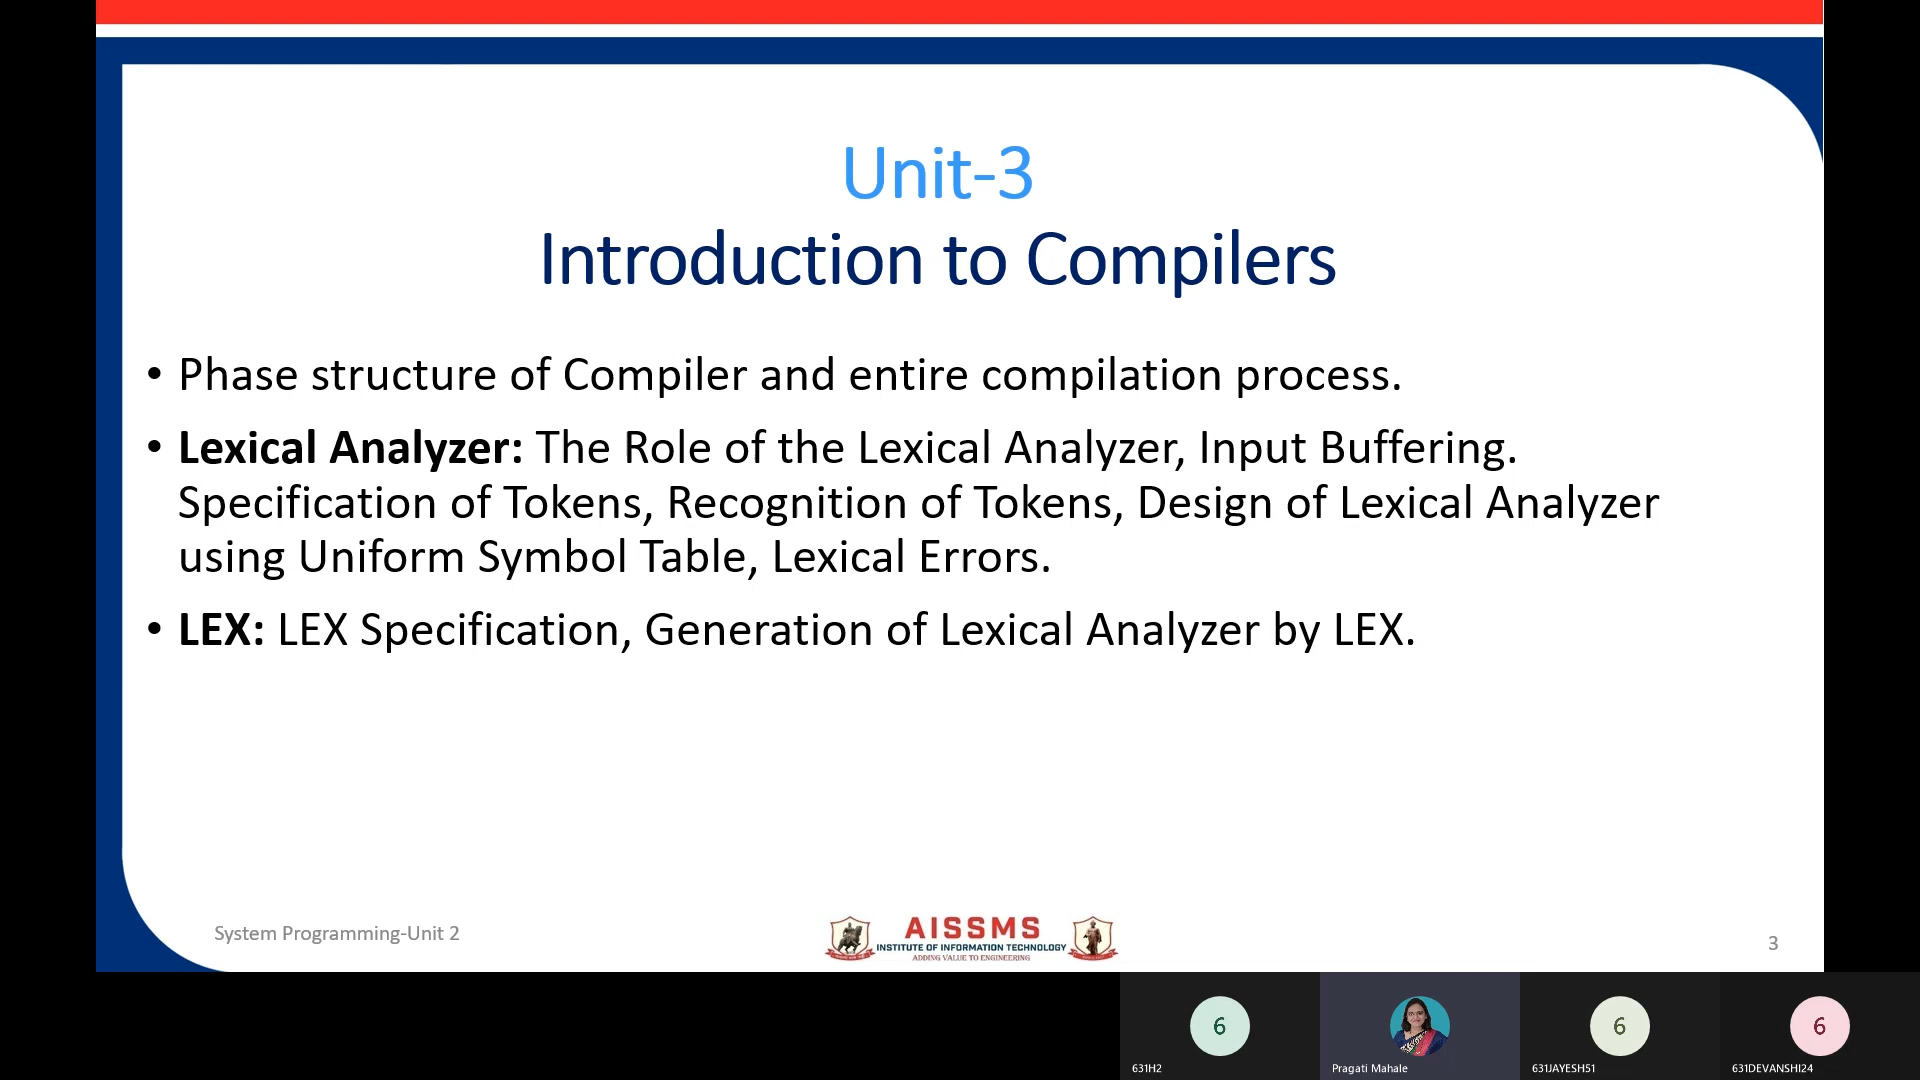 Unit-3
Introduction to Compilers
• Phase structure of Compiler and entire compilation process.
• Lexical Analyzer: The Role of the Lexical Analyzer, Input Buffering.
Specification of Tokens, Recognition of Tokens, Design of Lexical Analyzer
using Uniform Symbol Table, Lexical Errors.
• LEX: LEX Specification, Generation of Lexical Analyzer by LEX.
System Programming-Unit 2
AISSMS
INSTITUTE OF INFORMATION TECHNOLOGY
ADDING VALUE TO ENGINEERING
3
6
6
6
631H2
Pragati Mahale
631JAYESH51
631DEVANSHI24